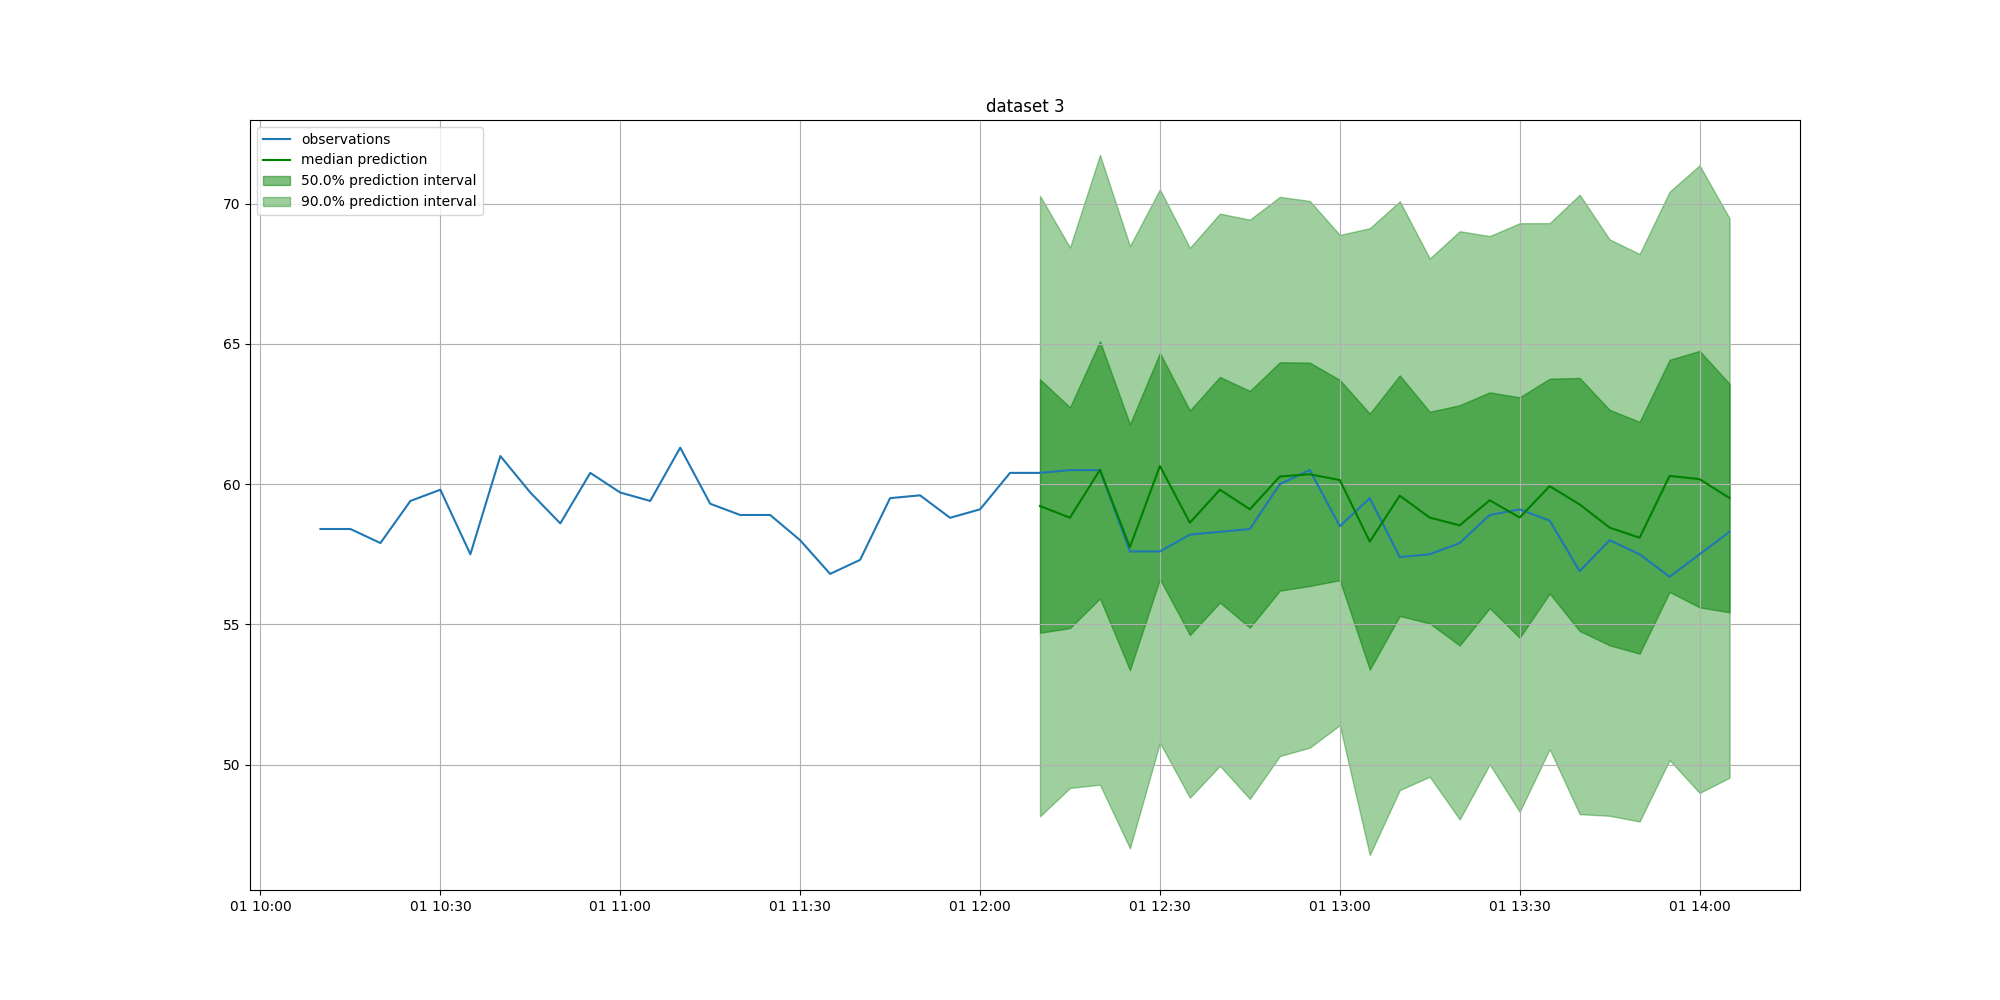 dataset 3
observations
median prediction
50.0% prediction interval
90.0% prediction interval
70
65
60
55
50
01 10:00 01 10:30 01 11:00 01 11:30 01 12:00 01 12:30 01 13:00 01 13:30 01 14:00